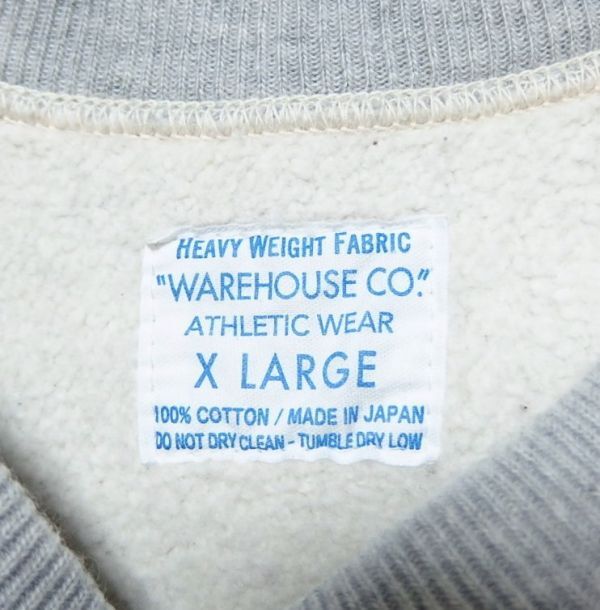 HEAVY WEIGHT FABRIC
"WAREHOUSE CO."
ATHLETIC WEAR
X LARGE
100% COTTON / MADE IN JAPAN
DO NOT DRY CLEAN - TUMBLE DRY LOW